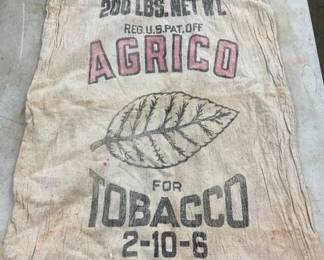 200 LBS. NET WT.
REG. U.S. PAT. OFF
AGRICO
FOR
TOBACCO
2-10-6